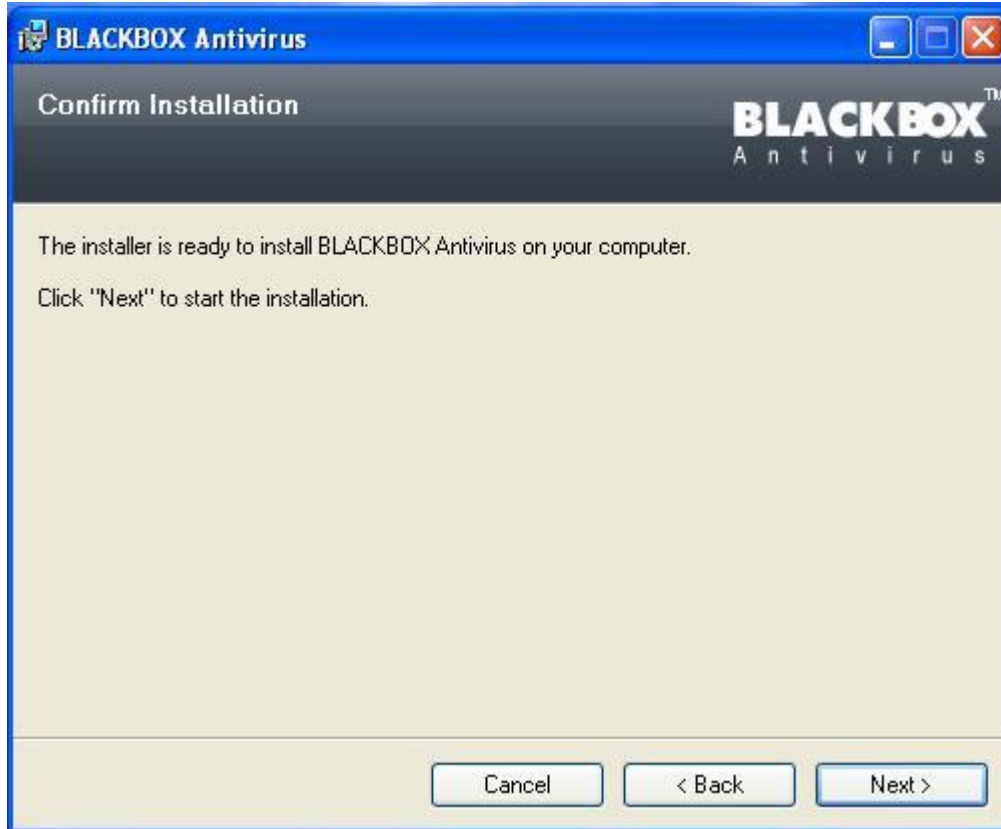 BLACKBOX Antivirus
Confirm Installation
BLACKBOX™
Antivirus
The installer is ready to install BLACKBOX Antivirus on your computer.
Click "Next" to start the installation.
Cancel
< Back
Next >